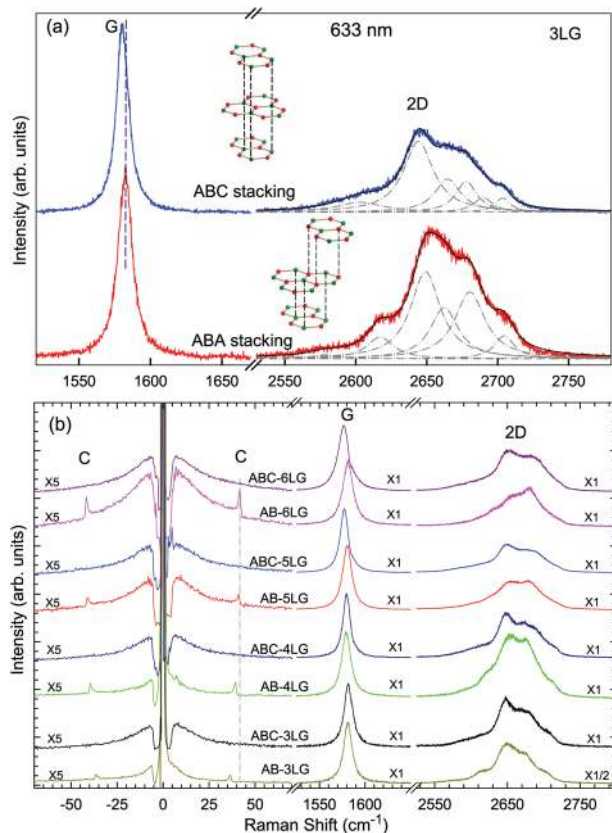 (a)
G
633 nm
3LG
2D
ABC stacking
ABA stacking
Intensity (arb. units)
1550 1600 1650 2550 2600 2650 2700 2750
(b)
G
2D
C
C
X5 ABC-6LG X1 X1
X5 AB-6LG X1 X1
X5 ABC-5LG X1 X1
X5 AB-5LG X1 X1
X5 ABC-4LG X1 X1
X5 AB-4LG X1 X1
X5 ABC-3LG X1 X1
X5 AB-3LG X1 X1/2
Intensity (arb. units)
-50 -25 0 25 50 1550 1600 2550 2600 2650 2700 2750
Raman Shift (cm⁻¹)